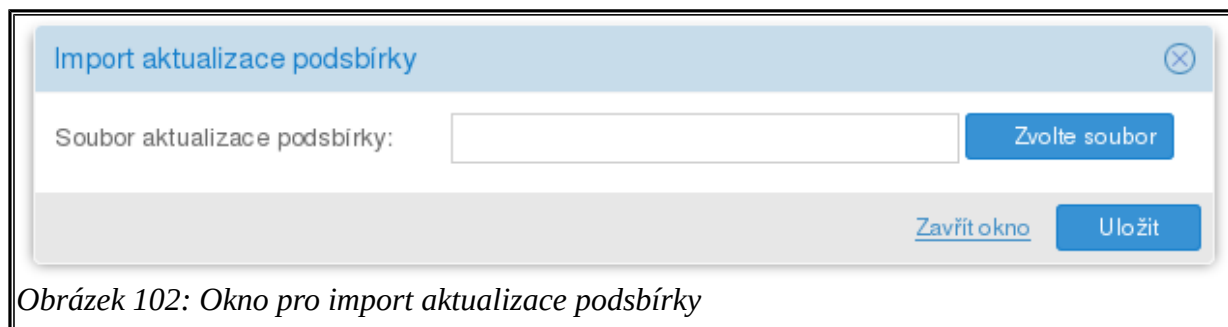 Import aktualizace podsbírky
Soubor aktualizace podsbírky: Zvolte soubor
Zavřít okno Uložit
Obrázek 102: Okno pro import aktualizace podsbírky